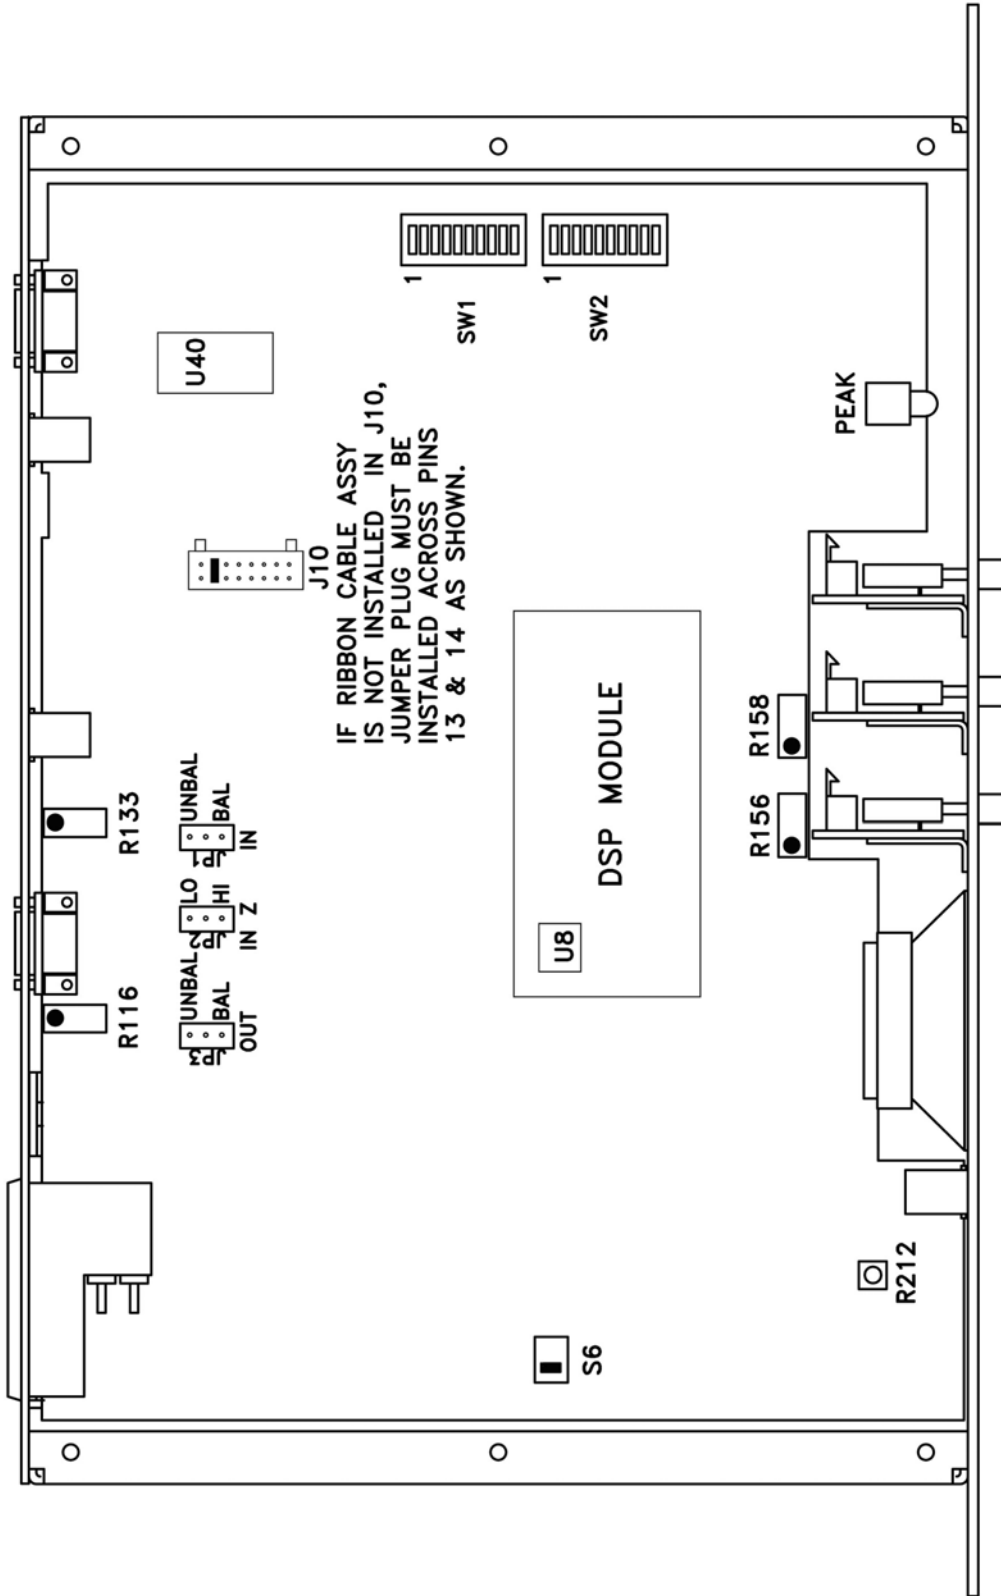 R116
R133
JP3
UNBAL
BAL
OUT
JP2
LO
HI
IN Z
JP1
UNBAL
BAL
IN
U40
J10
IF RIBBON CABLE ASSY
IS NOT INSTALLED IN J10,
JUMPER PLUG MUST BE
INSTALLED ACROSS PINS
13 & 14 AS SHOWN.
1
SW1
1
SW2
S6
U8
DSP MODULE
R156
R158
PEAK
R212